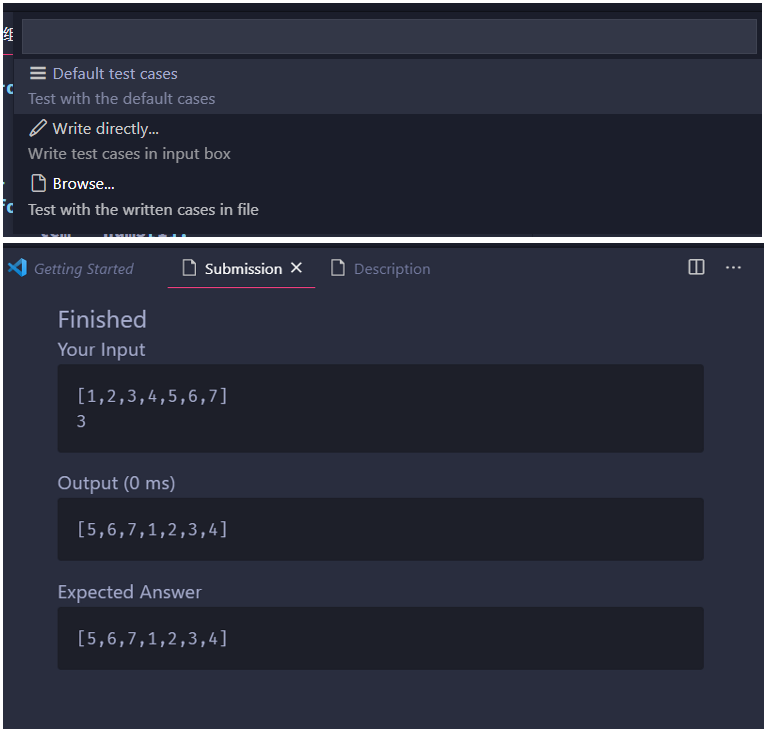 Default test cases
Test with the default cases
Write directly...
Write test cases in input box
Browse...
Test with the written cases in file
Getting Started
Submission
Description
Finished
Your Input
[1,2,3,4,5,6,7]
3
Output (0 ms)
[5,6,7,1,2,3,4]
Expected Answer
[5,6,7,1,2,3,4]